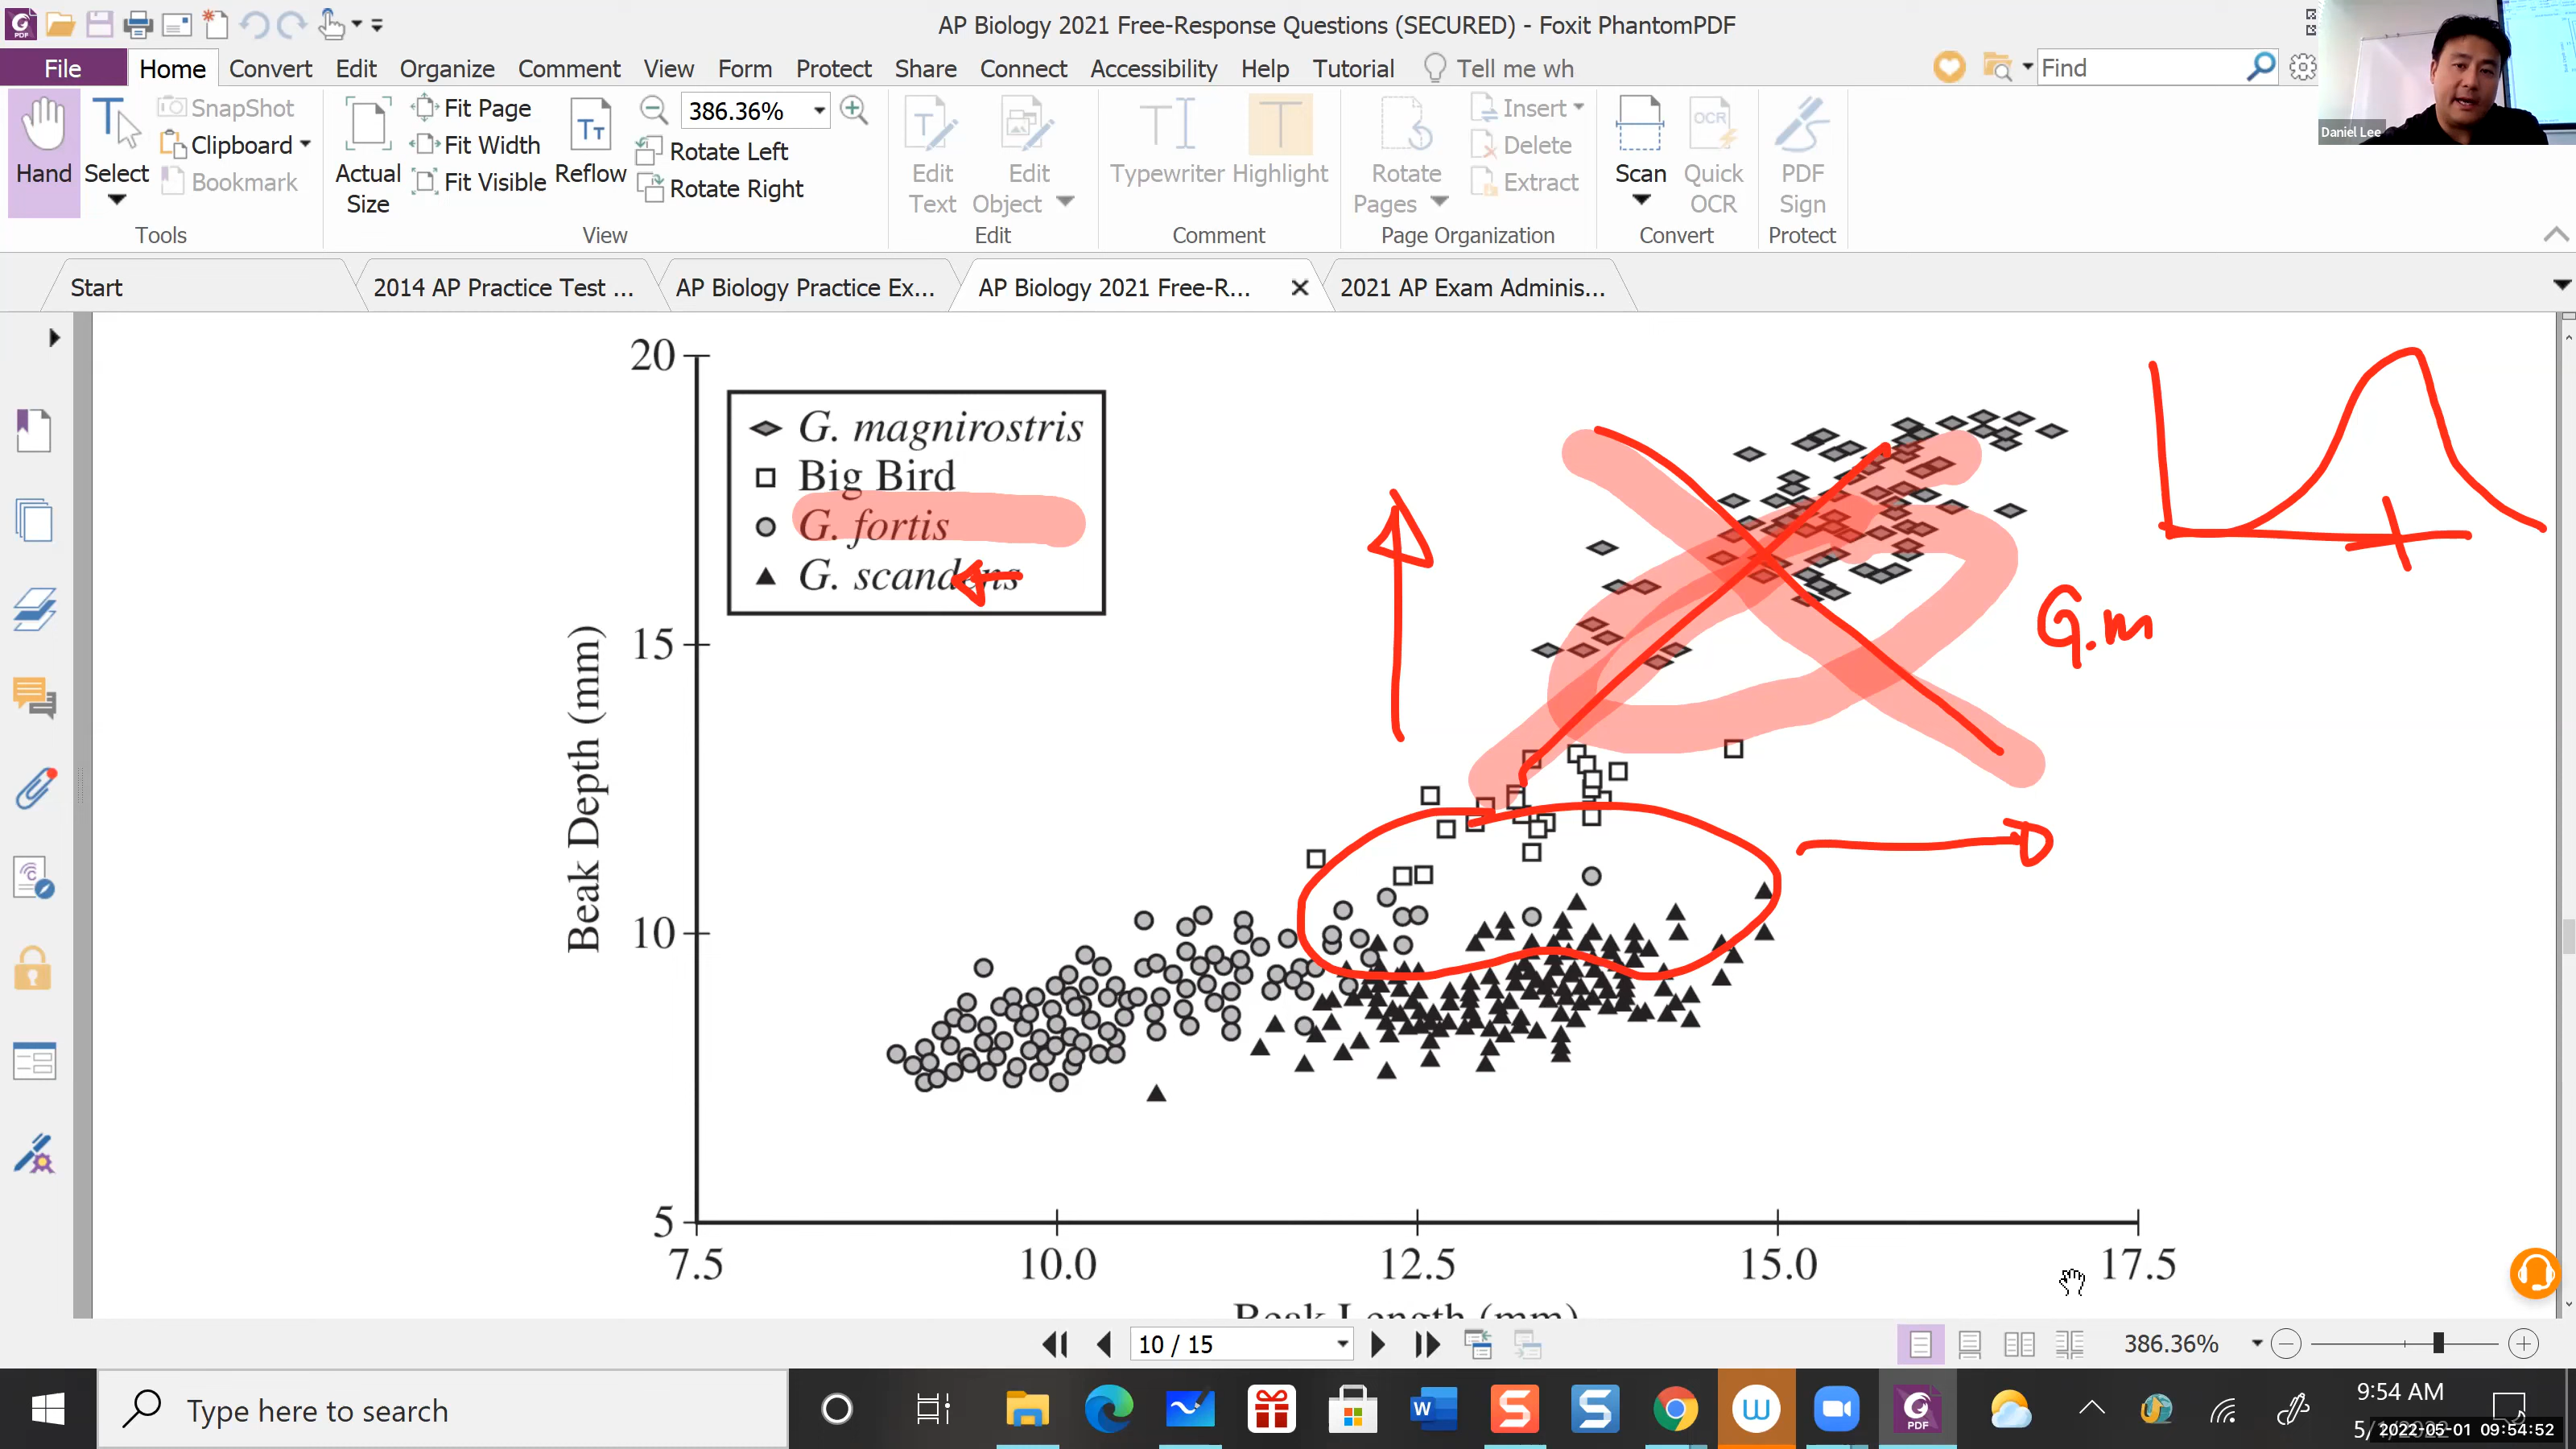 AP Biology 2021 Free-Response Questions (SECURED) - Foxit PhantomPDF
File Home Convert Edit Organize Comment View Form Protect Share Connect Accessibility Help Tutorial Tell me wh Find
Daniel Lee
Hand
Select
SnapShot
Clipboard
Bookmark
Tools
Actual Size
Fit Page
Fit Width
Fit Visible
Reflow
386.36%
Rotate Left
Rotate Right
View
Edit Text
Edit Object
Edit
Typewriter
Highlight
Comment
Rotate Pages
Insert
Delete
Extract
Page Organization
Scan
Quick OCR
Convert
PDF Sign
Protect
Start
2014 AP Practice Test ...
AP Biology Practice Ex...
AP Biology 2021 Free-R...
2021 AP Exam Adminis...
20
15
10
5
Beak Depth (mm)
G. magnirostris
Big Bird
G. fortis
G. scandens
G.m
7.5 10.0 12.5 15.0 17.5
Beak Length (mm)
10 / 15
386.36%
Type here to search
9:54 AM
2022-05-01 09:54:52